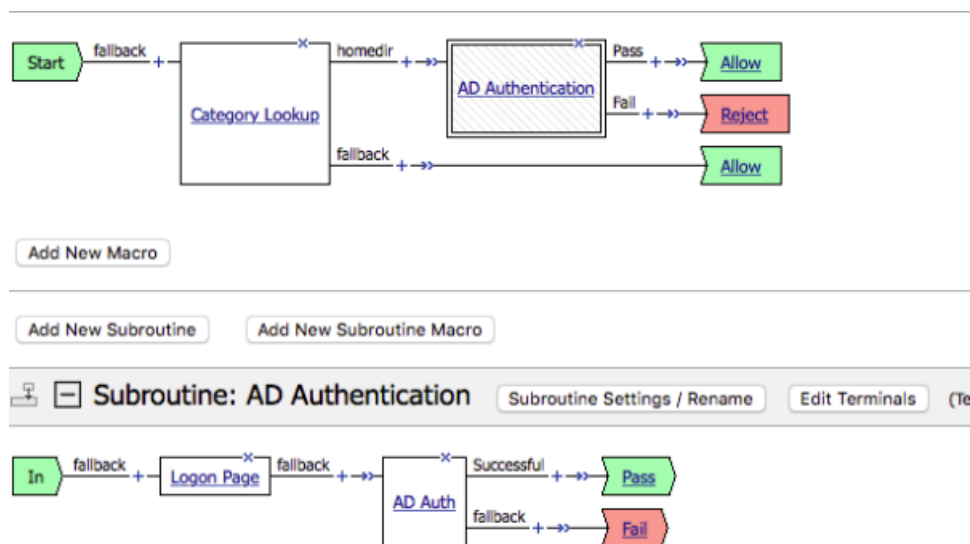 Start
fallback
Category Lookup
homedir
AD Authentication
Pass
Allow
Fail
Reject
fallback
Allow
Add New Macro
Add New Subroutine Add New Subroutine Macro
Subroutine: AD Authentication Subroutine Settings / Rename Edit Terminals (Te
In
fallback
Logon Page
fallback
AD Auth
Successful
Pass
fallback
Fail